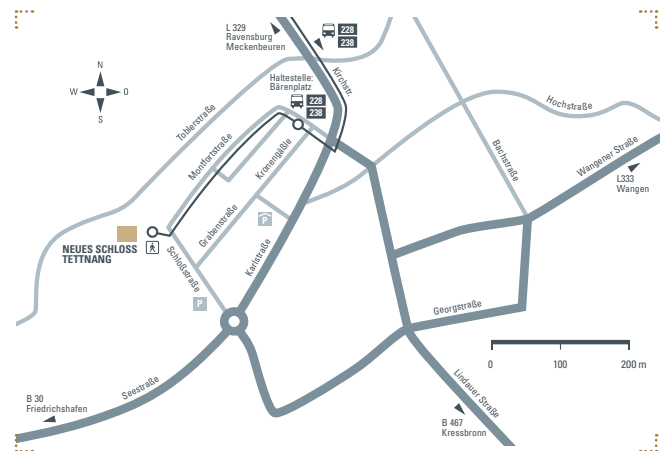 L 329
Ravensburg
Meckenbeuren
228
238
Kirchstr.
Haltestelle:
Bärenplatz
228
238
N
W
O
S
Toblerstraße
Montfortstraße
Kronengäßle
Hochstraße
Bachstraße
Wangener Straße
L333
Wangen
Grabenstraße
P
Karlstraße
Schloßstraße
NEUES SCHLOSS
TETTNANG
P
Georgstraße
0
100
200 m
Seestraße
Lindauer Straße
B 30
Friedrichshafen
B 467
Kressbronn